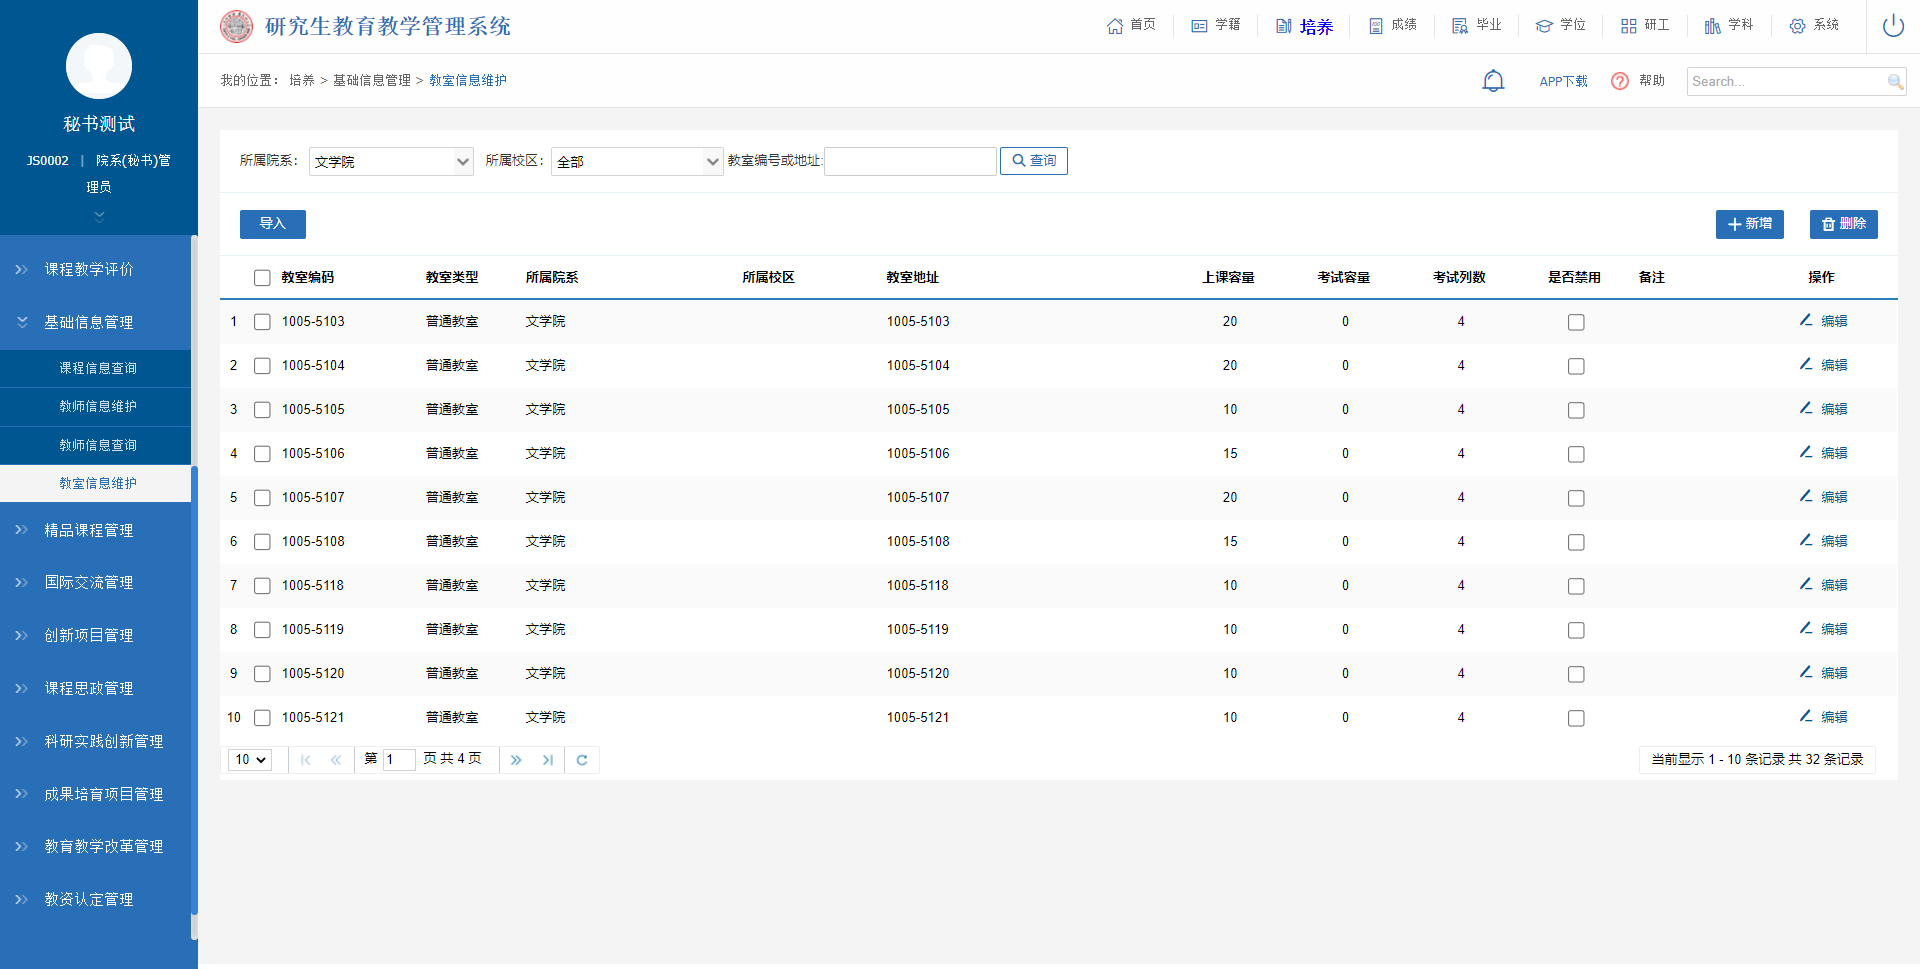 研究生教育教学管理系统
首页 学籍 培养 成绩 毕业 学位 研工 学科 系统
我的位置： 培养 > 基础信息管理 > 教室信息维护
APP下载 帮助 Search...
秘书测试
JS0002 | 院系(秘书)管
理员
课程教学评价
基础信息管理
课程信息查询
教师信息维护
教师信息查询
教室信息维护
精品课程管理
国际交流管理
创新项目管理
课程思政管理
科研实践创新管理
成果培育项目管理
教育教学改革管理
教资认定管理
所属院系： 文学院 所属校区： 全部 教室编号或地址: 查询
导入 新增 删除
教室编码 教室类型 所属院系 所属校区 教室地址 上课容量 考试容量 考试列数 是否禁用 备注 操作
1 1005-5103 普通教室 文学院 1005-5103 20 0 4 编辑
2 1005-5104 普通教室 文学院 1005-5104 20 0 4 编辑
3 1005-5105 普通教室 文学院 1005-5105 10 0 4 编辑
4 1005-5106 普通教室 文学院 1005-5106 15 0 4 编辑
5 1005-5107 普通教室 文学院 1005-5107 20 0 4 编辑
6 1005-5108 普通教室 文学院 1005-5108 15 0 4 编辑
7 1005-5118 普通教室 文学院 1005-5118 10 0 4 编辑
8 1005-5119 普通教室 文学院 1005-5119 10 0 4 编辑
9 1005-5120 普通教室 文学院 1005-5120 10 0 4 编辑
10 1005-5121 普通教室 文学院 1005-5121 10 0 4 编辑
10 第 1 页 共 4 页 当前显示 1 - 10 条记录 共 32 条记录